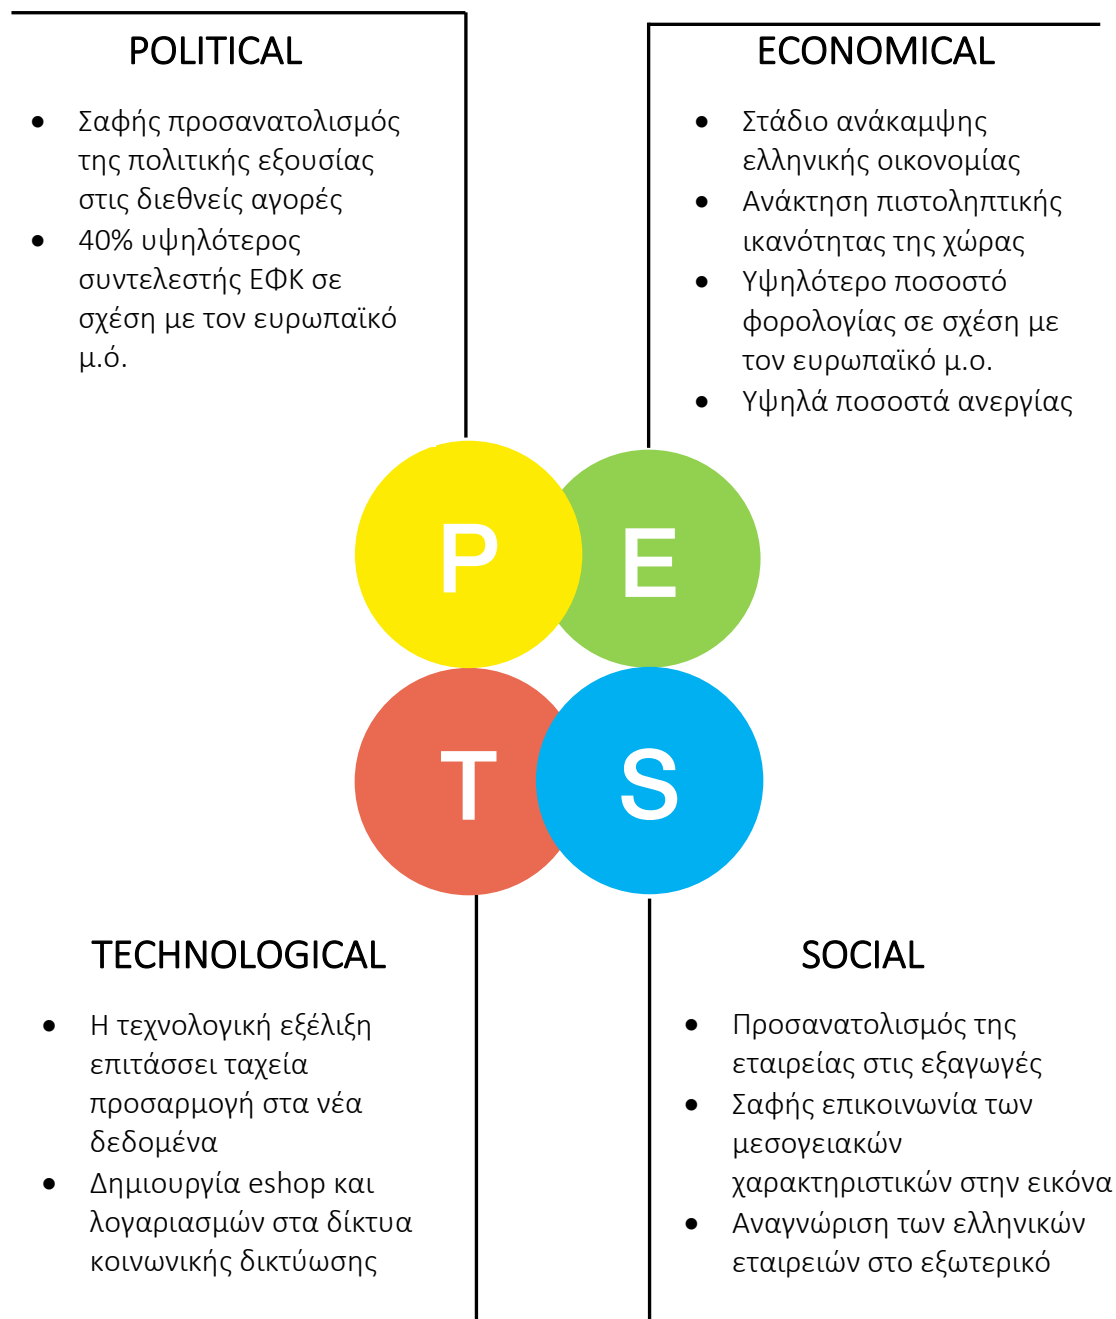 POLITICAL
Σαφής προσανατολισμός
της πολιτικής εξουσίας
στις διεθνείς αγορές
40% υψηλότερος
συντελεστής ΕΦΚ σε
σχέση με τον ευρωπαϊκό
μ.ό.
ECONOMICAL
Στάδιο ανάκαμψης
ελληνικής οικονομίας
Ανάκτηση πιστοληπτικής
ικανότητας της χώρας
Υψηλότερο ποσοστό
φορολογίας σε σχέση με
τον ευρωπαϊκό μ.ο.
Υψηλά ποσοστά ανεργίας
P
E
T
S
TECHNOLOGICAL
Η τεχνολογική εξέλιξη
επιτάσσει ταχεία
προσαρμογή στα νέα
δεδομένα
Δημιουργία eshop και
λογαριασμών στα δίκτυα
κοινωνικής δικτύωσης
SOCIAL
Προσανατολισμός της
εταιρείας στις εξαγωγές
Σαφής επικοινωνία των
μεσογειακών
χαρακτηριστικών στην εικόνα
Αναγνώριση των ελληνικών
εταιρειών στο εξωτερικό